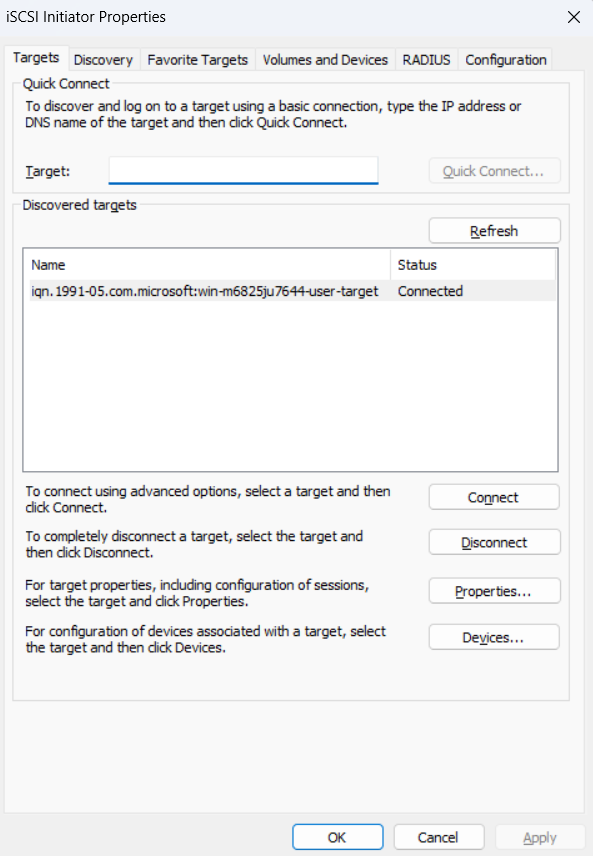 iSCSI Initiator Properties
Targets Discovery Favorite Targets Volumes and Devices RADIUS Configuration
Quick Connect
To discover and log on to a target using a basic connection, type the IP address or
DNS name of the target and then click Quick Connect.
Target: Quick Connect...
Discovered targets
Refresh
Name Status
iqn.1991-05.com.microsoft:win-m6825ju7644-user-target Connected
To connect using advanced options, select a target and then
click Connect.
Connect
To completely disconnect a target, select the target and
then click Disconnect.
Disconnect
For target properties, including configuration of sessions,
select the target and click Properties.
Properties...
For configuration of devices associated with a target, select
the target and then click Devices.
Devices...
OK Cancel Apply